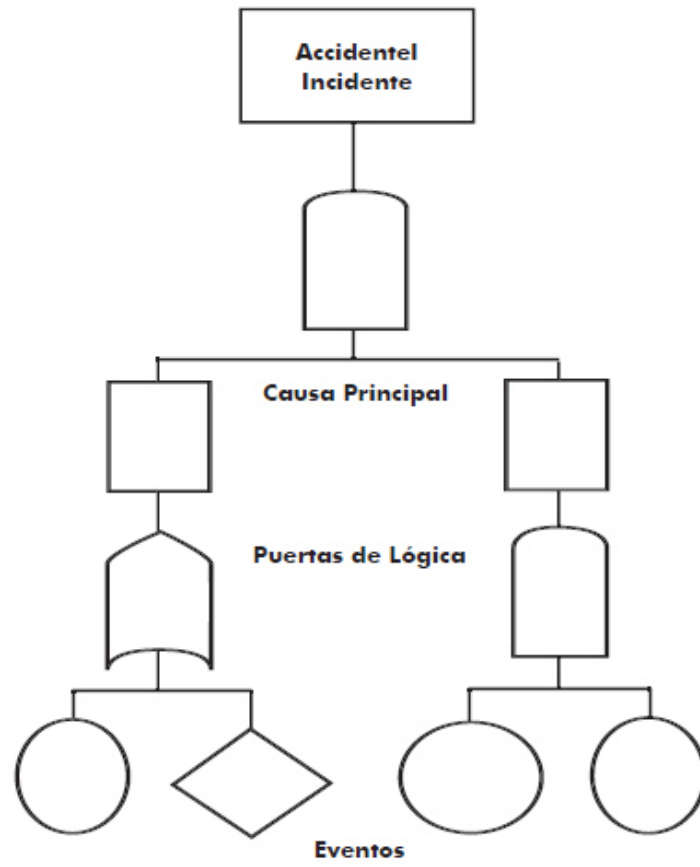 Accidentel
Incidente
Causa Principal
Puertas de Lógica
Eventos